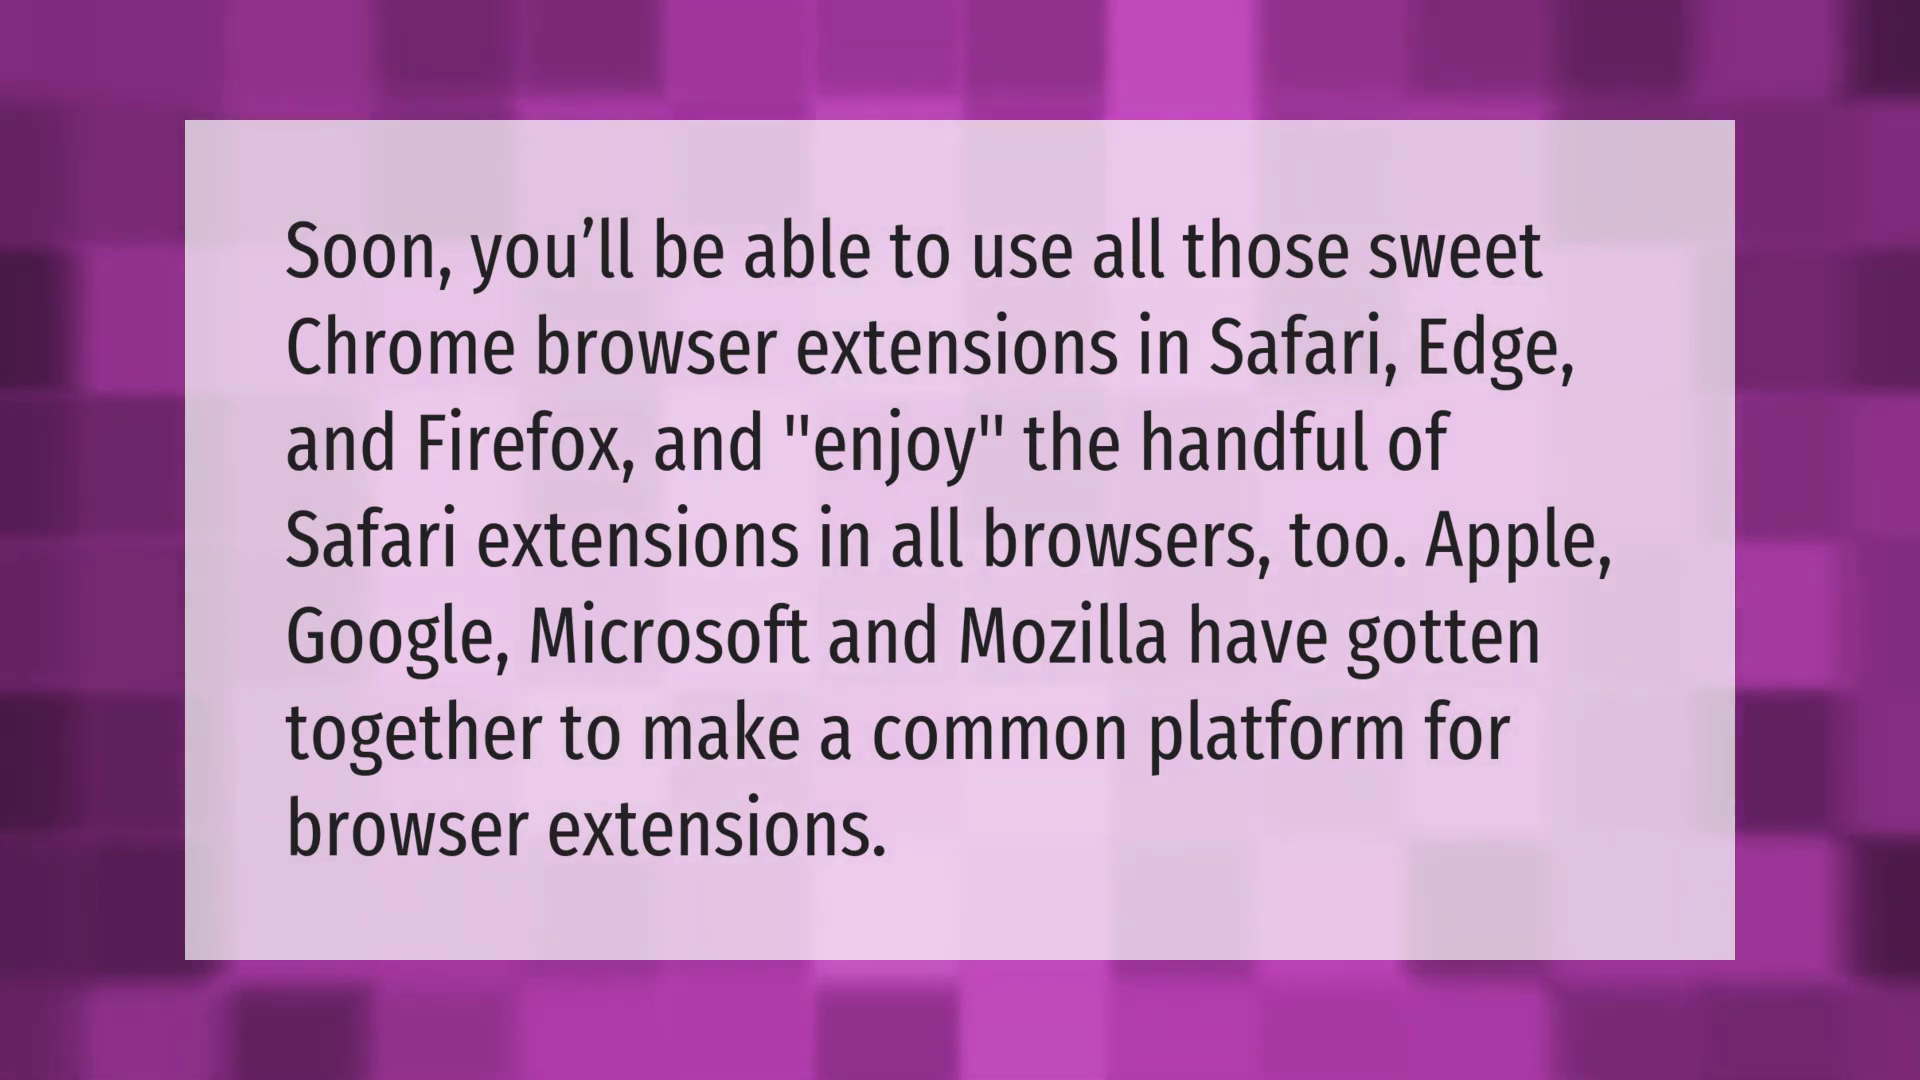 Soon, you’ll be able to use all those sweet
Chrome browser extensions in Safari, Edge,
and Firefox, and "enjoy" the handful of
Safari extensions in all browsers, too. Apple,
Google, Microsoft and Mozilla have gotten
together to make a common platform for
browser extensions.